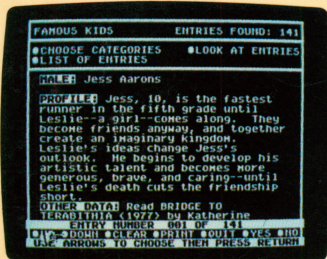 FAMOUS KIDS ENTRIES FOUND: 141
●CHOOSE CATEGORIES ●LOOK AT ENTRIES
●LIST OF ENTRIES
MALE: Jess Aarons
PROFILE: Jess, 10, is the fastest
runner in the fifth grade until
Leslie--a girl--comes along. They
become friends anyway, and together
create an imaginary kingdom.
Leslie's ideas change Jess's
outlook. He begins to develop his
artistic talent and becomes more
generous, brave, and caring--until
Leslie's death cuts the friendship
short.
OTHER DATA: Read BRIDGE TO
TERABITHIA (1977) by Katherine
ENTRY NUMBER 001 OF 141
DOWN ●CLEAR ●PRINT ●QUIT ●YES ●NO
USE ARROWS TO CHOOSE THEN PRESS RETURN